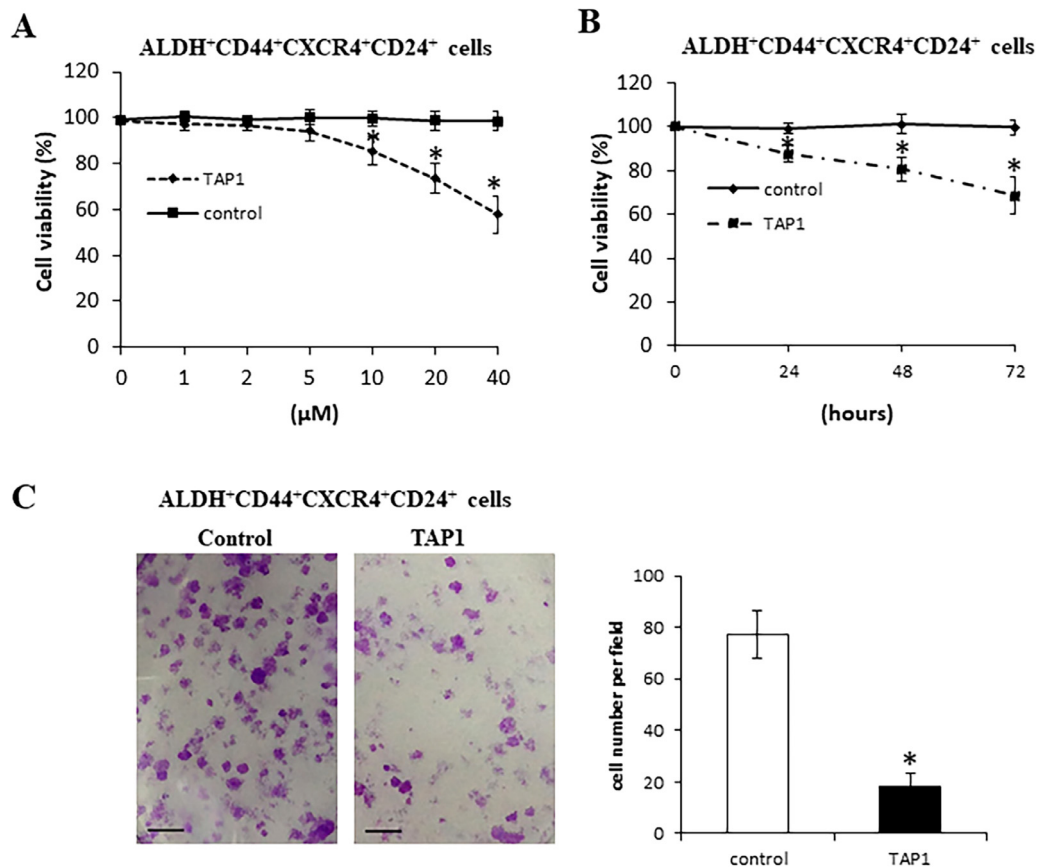 A
ALDH⁺CD44⁺CXCR4⁺CD24⁺ cells
120
100
80
60
40
20
0
Cell viability (%)
TAP1
control
*
*
*
0 1 2 5 10 20 40
(µM)
B
ALDH⁺CD44⁺CXCR4⁺CD24⁺ cells
120
100
80
60
40
20
0
Cell viability (%)
control
TAP1
*
*
*
0 24 48 72
(hours)
C
ALDH⁺CD44⁺CXCR4⁺CD24⁺ cells
Control TAP1
100
80
60
40
20
0
cell number per field
*
control TAP1